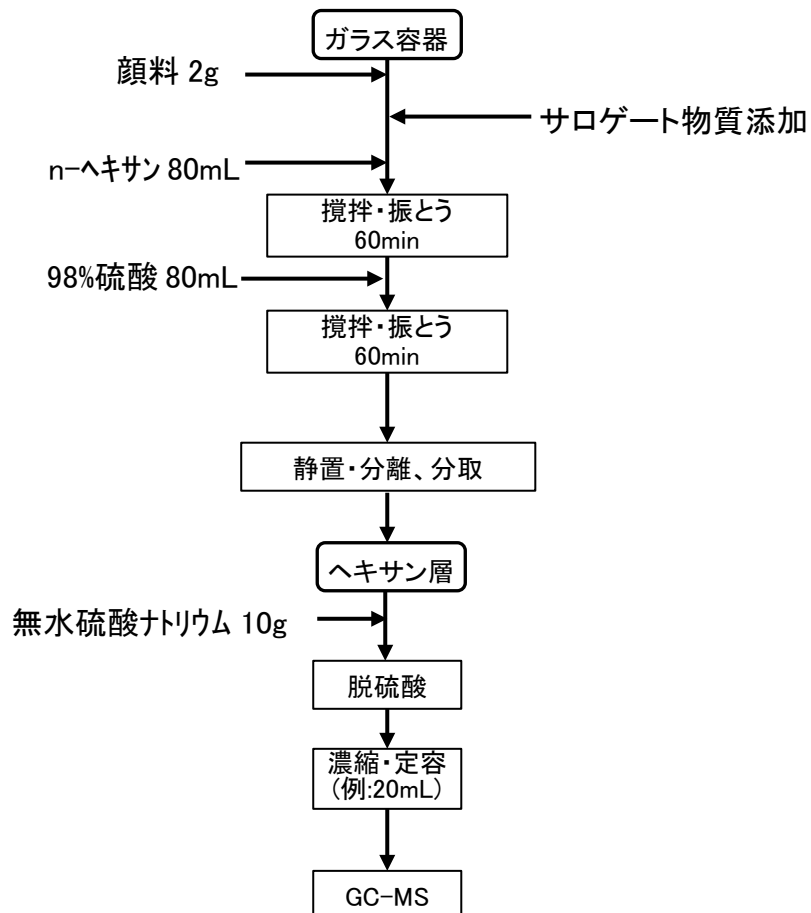 ガラス容器
顔料 2g
サロゲート物質添加
n-ヘキサン 80mL
撹拌・振とう
60min
98%硫酸 80mL
撹拌・振とう
60min
静置・分離、分取
ヘキサン層
無水硫酸ナトリウム 10g
脱硫酸
濃縮・定容
(例:20mL)
GC-MS